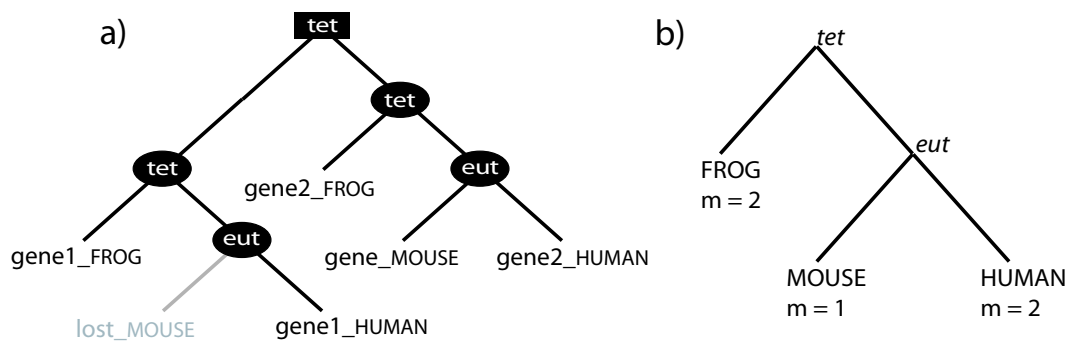 a)
tet
tet
tet
gene2_FROG
eut
gene1_FROG
eut
gene_MOUSE
gene2_HUMAN
lost_MOUSE
gene1_HUMAN
b)
tet
eut
FROG
m = 2
MOUSE
m = 1
HUMAN
m = 2